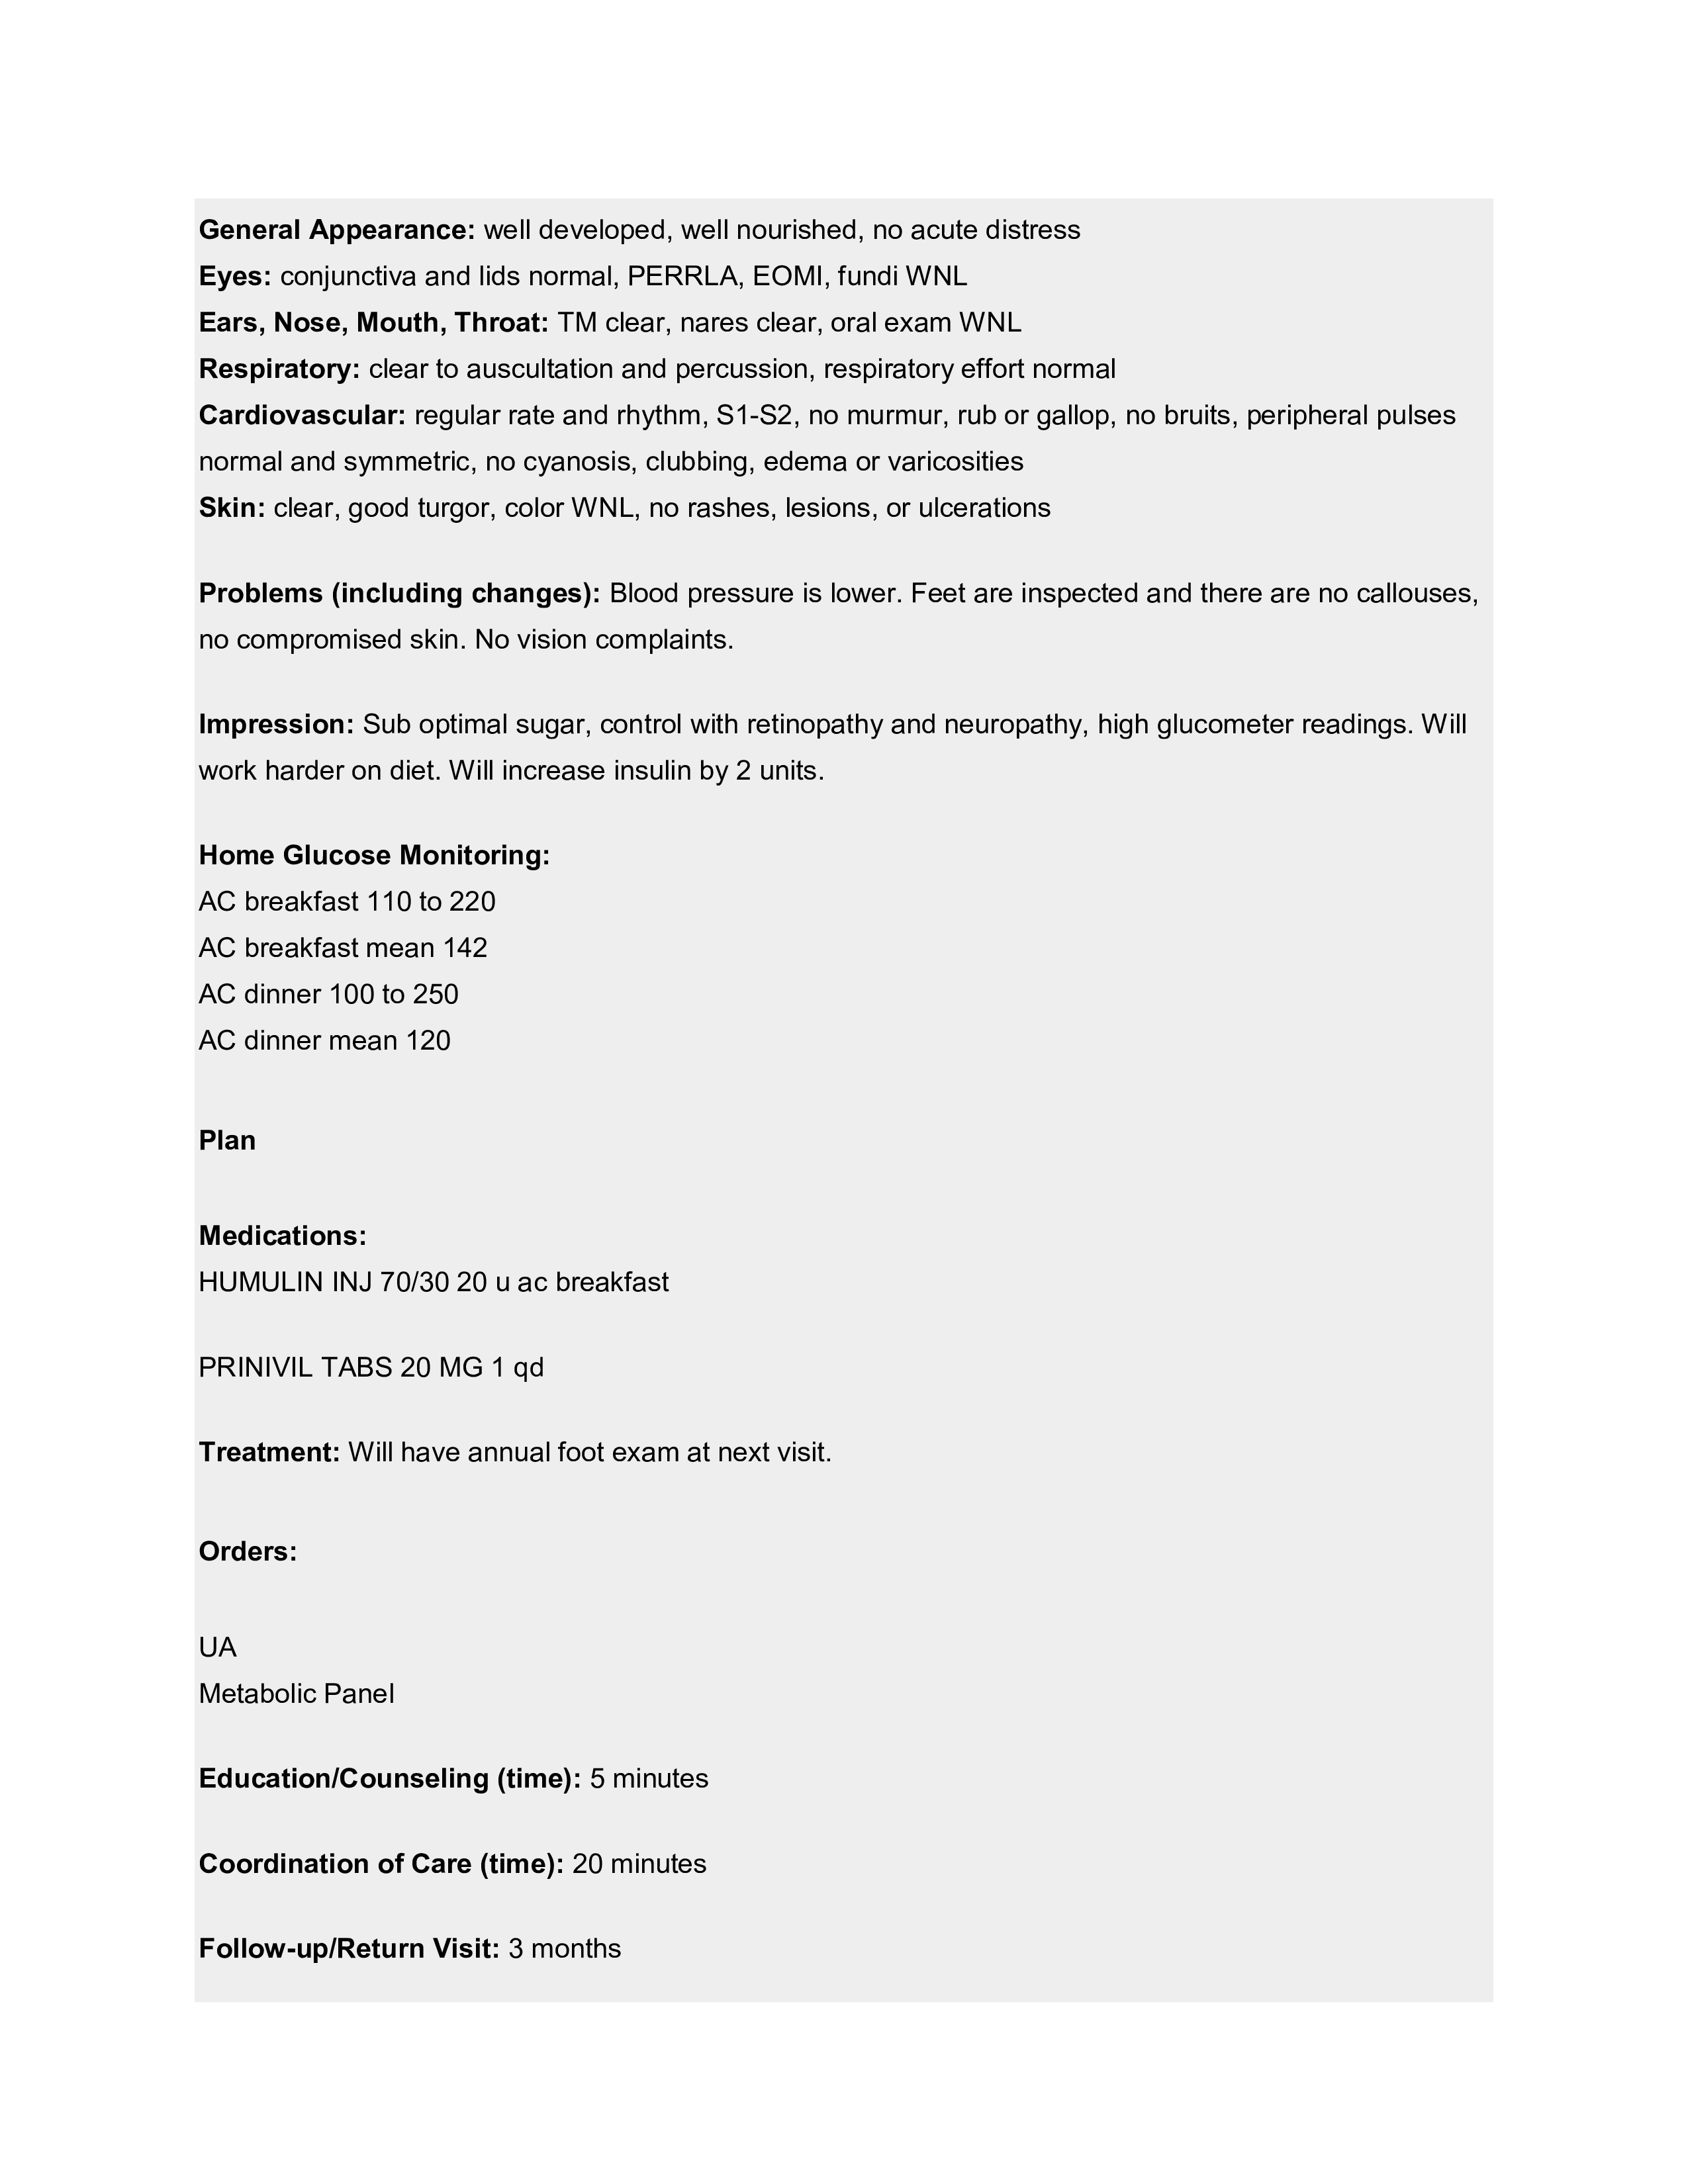 General Appearance: well developed, well nourished, no acute distress
Eyes: conjunctiva and lids normal, PERRLA, EOMI, fundi WNL
Ears, Nose, Mouth, Throat: TM clear, nares clear, oral exam WNL
Respiratory: clear to auscultation and percussion, respiratory effort normal
Cardiovascular: regular rate and rhythm, S1-S2, no murmur, rub or gallop, no bruits, peripheral pulses
normal and symmetric, no cyanosis, clubbing, edema or varicosities
Skin: clear, good turgor, color WNL, no rashes, lesions, or ulcerations
Problems (including changes): Blood pressure is lower. Feet are inspected and there are no callouses,
no compromised skin. No vision complaints.
Impression: Sub optimal sugar, control with retinopathy and neuropathy, high glucometer readings. Will
work harder on diet. Will increase insulin by 2 units.
Home Glucose Monitoring:
AC breakfast 110 to 220
AC breakfast mean 142
AC dinner 100 to 250
AC dinner mean 120
Plan
Medications:
HUMULIN INJ 70/30 20 u ac breakfast
PRINIVIL TABS 20 MG 1 qd
Treatment: Will have annual foot exam at next visit.
Orders:
UA
Metabolic Panel
Education/Counseling (time): 5 minutes
Coordination of Care (time): 20 minutes
Follow-up/Return Visit: 3 months